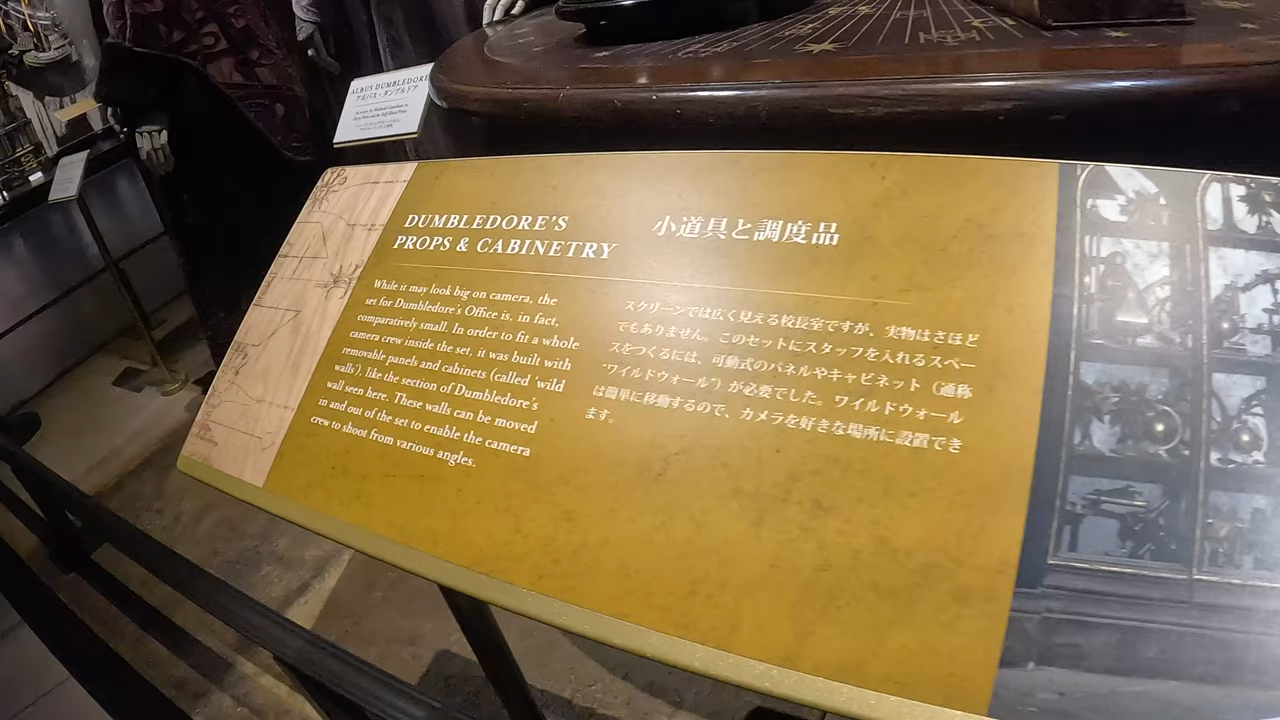 ALBUS DUMBLEDORE
アルバス・ダンブルドア
DUMBLEDORE'S
PROPS & CABINETRY
While it may look big on camera, the
set for Dumbledore's Office is, in fact,
comparatively small. In order to fit a whole
camera crew inside the set, it was built with
removable panels and cabinets (called 'wild
walls'), like the section of Dumbledore's
wall seen here. These walls can be moved
in and out of the set to enable the camera
crew to shoot from various angles.
小道具と調度品
スクリーンでは広く見える校長室ですが、実物はさほど
でもありません。このセットにスタッフを入れるスペー
スをつくるには、可動式のパネルやキャビネット（通称
“ワイルドウォール”）が必要でした。ワイルドウォール
は簡単に移動するので、カメラを好きな場所に設置でき
ます。